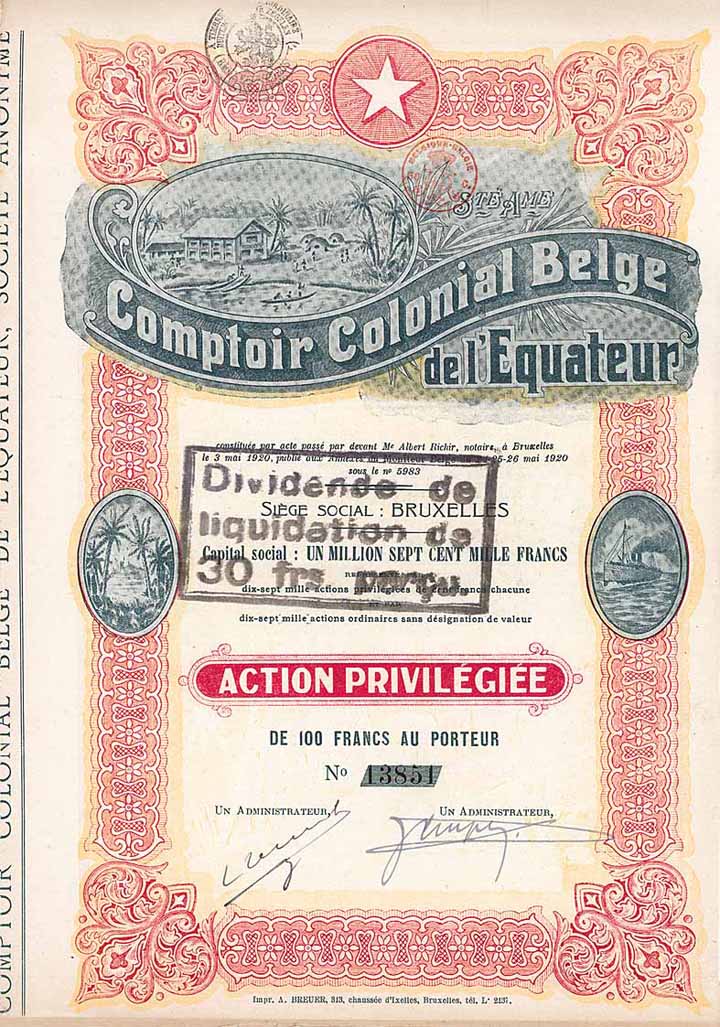 COMPTOIR COLONIAL BELGE DE L'EQUATEUR, SOCIÉTÉ ANONYME
BELGIQUE-BELGIË
STÉ AME
Comptoir Colonial Belge
de l'Equateur
constituée par acte passé par devant Me Albert Richir, notaire, à Bruxelles
le 3 mai 1920, publié aux Annexes du Moniteur Belge 25-26 mai 1920
sous le no 5983
SIÈGE SOCIAL : BRUXELLES
Capital social : UN MILLION SEPT CENT MILLE FRANCS
dix-sept mille actions privilégiées de cent francs chacune
ET PAR
dix-sept mille actions ordinaires sans désignation de valeur
Dividende de
liquidation de
30 frs
ACTION PRIVILÉGIÉE
DE 100 FRANCS AU PORTEUR
No 13851
UN ADMINISTRATEUR, UN ADMINISTRATEUR,
Impr. A. BREUER, 313, chaussée d'Ixelles, Bruxelles, tél. L. 2137.